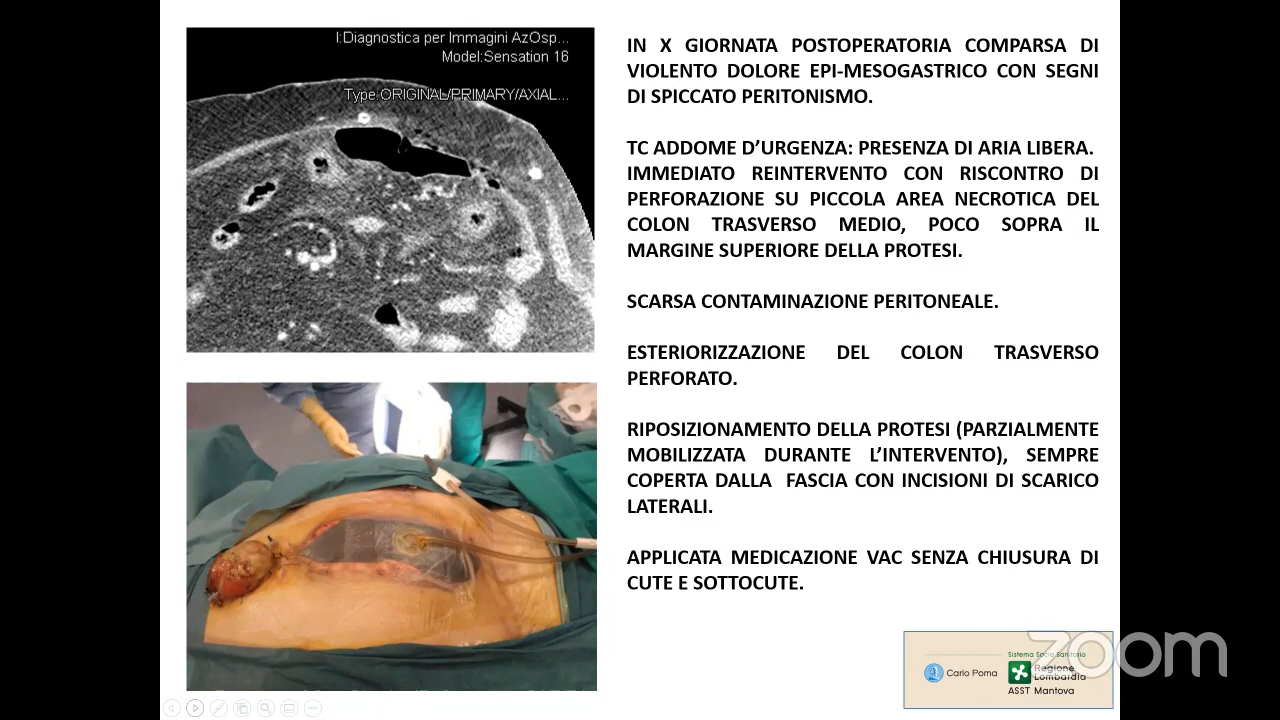 I:Diagnostica per Immagini AzOsp...
Model:Sensation 16
Type:ORIGINAL/PRIMARY/AXIAL...
IN X GIORNATA POSTOPERATORIA COMPARSA DI
VIOLENTO DOLORE EPI-MESOGASTRICO CON SEGNI
DI SPICCATO PERITONISMO.
TC ADDOME D’URGENZA: PRESENZA DI ARIA LIBERA.
IMMEDIATO REINTERVENTO CON RISCONTRO DI
PERFORAZIONE SU PICCOLA AREA NECROTICA DEL
COLON TRASVERSO MEDIO, POCO SOPRA IL
MARGINE SUPERIORE DELLA PROTESI.
SCARSA CONTAMINAZIONE PERITONEALE.
ESTERIORIZZAZIONE DEL COLON TRASVERSO
PERFORATO.
RIPOSIZIONAMENTO DELLA PROTESI (PARZIALMENTE
MOBILIZZATA DURANTE L’INTERVENTO), SEMPRE
COPERTA DALLA FASCIA CON INCISIONI DI SCARICO
LATERALI.
APPLICATA MEDICAZIONE VAC SENZA CHIUSURA DI
CUTE E SOTTOCUTE.
Sistema Socio Sanitario
Carlo Poma
Regione
Lombardia
ASST Mantova
zoom